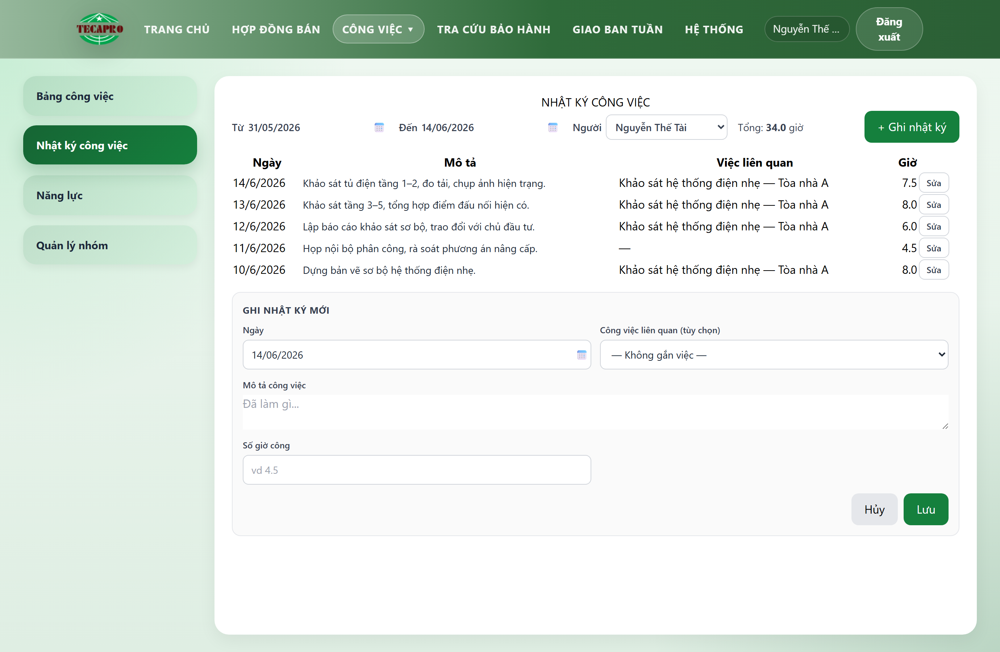 TECAPRO
TRANG CHỦ HỢP ĐỒNG BÁN CÔNG VIỆC ▼ TRA CỨU BẢO HÀNH GIAO BAN TUẦN HỆ THỐNG Nguyễn Thế ... Đăng xuất
Bảng công việc
Nhật ký công việc
Năng lực
Quản lý nhóm
NHẬT KÝ CÔNG VIỆC
Từ 31/05/2026 Đến 14/06/2026 Người Nguyễn Thế Tài Tổng: 34.0 giờ + Ghi nhật ký
Ngày Mô tả Việc liên quan Giờ
14/6/2026 Khảo sát tủ điện tầng 1–2, đo tải, chụp ảnh hiện trạng. Khảo sát hệ thống điện nhẹ — Tòa nhà A 7.5 Sửa
13/6/2026 Khảo sát tầng 3–5, tổng hợp điểm đấu nối hiện có. Khảo sát hệ thống điện nhẹ — Tòa nhà A 8.0 Sửa
12/6/2026 Lập báo cáo khảo sát sơ bộ, trao đổi với chủ đầu tư. Khảo sát hệ thống điện nhẹ — Tòa nhà A 6.0 Sửa
11/6/2026 Họp nội bộ phân công, rà soát phương án nâng cấp. — 4.5 Sửa
10/6/2026 Dựng bản vẽ sơ bộ hệ thống điện nhẹ. Khảo sát hệ thống điện nhẹ — Tòa nhà A 8.0 Sửa
GHI NHẬT KÝ MỚI
Ngày Công việc liên quan (tùy chọn)
14/06/2026 — Không gắn việc —
Mô tả công việc
Đã làm gì...
Số giờ công
vd 4.5
Hủy Lưu